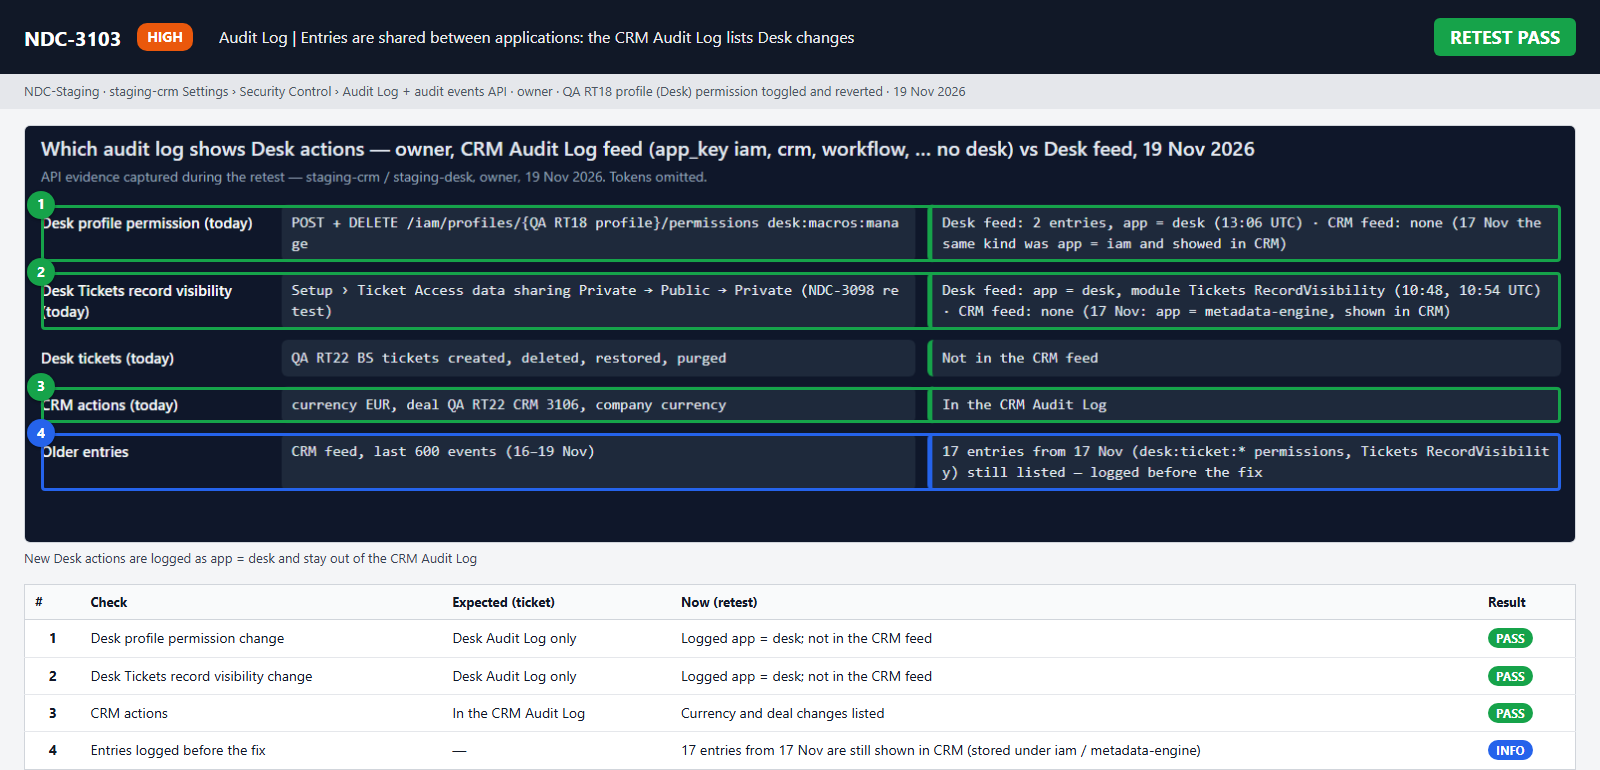 NDC-3103 HIGH Audit Log | Entries are shared between applications: the CRM Audit Log lists Desk changes RETEST PASS
NDC-Staging · staging-crm Settings › Security Control › Audit Log + audit events API · owner · QA RT18 profile (Desk) permission toggled and reverted · 19 Nov 2026
Which audit log shows Desk actions — owner, CRM Audit Log feed (app_key iam, crm, workflow, ... no desk) vs Desk feed, 19 Nov 2026
API evidence captured during the retest — staging-crm / staging-desk, owner, 19 Nov 2026. Tokens omitted.
1
Desk profile permission (today)
POST + DELETE /iam/profiles/{QA RT18 profile}/permissions desk:macros:mana
ge
Desk feed: 2 entries, app = desk (13:06 UTC) · CRM feed: none (17 Nov the
same kind was app = iam and showed in CRM)
2
Desk Tickets record visibility
(today)
Setup › Ticket Access data sharing Private → Public → Private (NDC-3098 re
test)
Desk feed: app = desk, module Tickets RecordVisibility (10:48, 10:54 UTC)
· CRM feed: none (17 Nov: app = metadata-engine, shown in CRM)
Desk tickets (today)
QA RT22 BS tickets created, deleted, restored, purged
Not in the CRM feed
3
CRM actions (today)
currency EUR, deal QA RT22 CRM 3106, company currency
In the CRM Audit Log
4
Older entries
CRM feed, last 600 events (16–19 Nov)
17 entries from 17 Nov (desk:ticket:* permissions, Tickets RecordVisibilit
y) still listed — logged before the fix
New Desk actions are logged as app = desk and stay out of the CRM Audit Log
# Check Expected (ticket) Now (retest) Result
1 Desk profile permission change Desk Audit Log only Logged app = desk; not in the CRM feed PASS
2 Desk Tickets record visibility change Desk Audit Log only Logged app = desk; not in the CRM feed PASS
3 CRM actions In the CRM Audit Log Currency and deal changes listed PASS
4 Entries logged before the fix — 17 entries from 17 Nov are still shown in CRM (stored under iam / metadata-engine) INFO